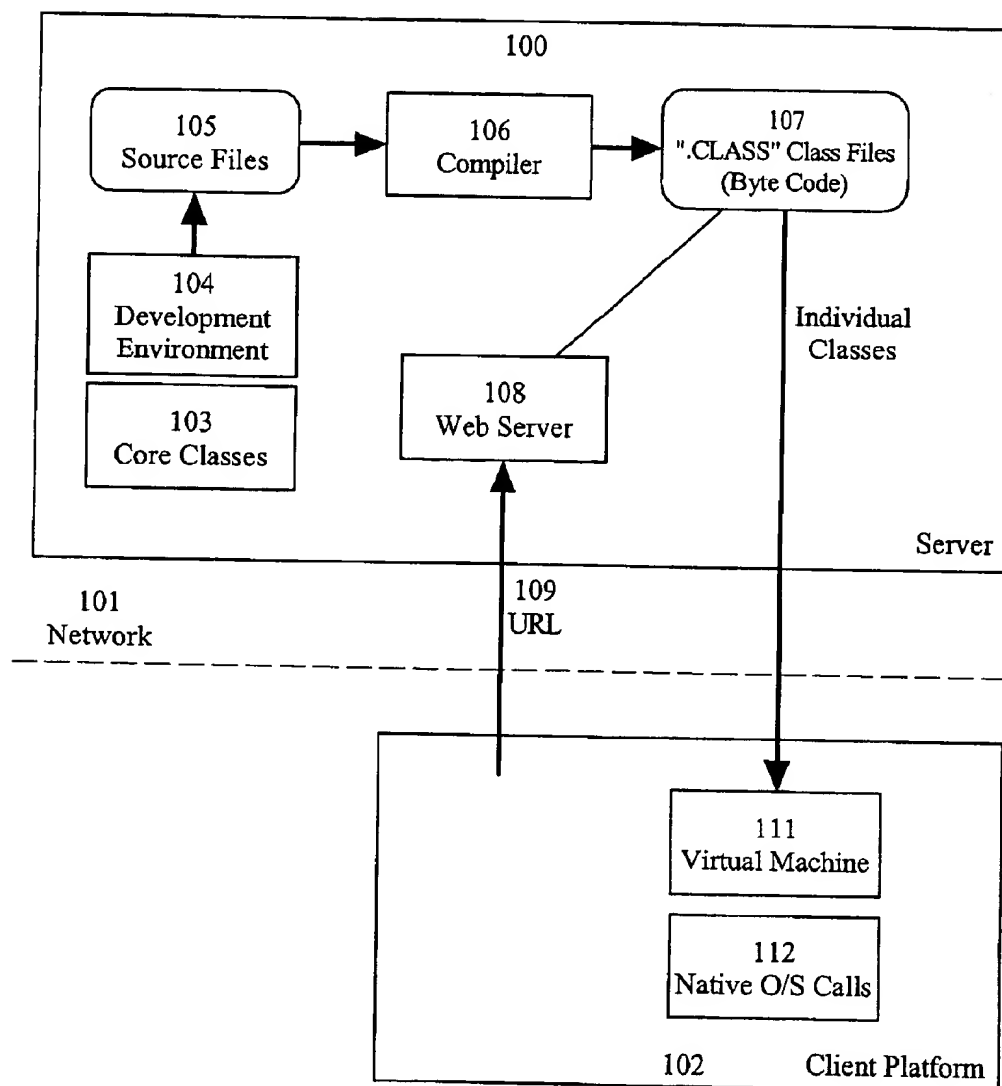 100
105
Source Files
106
Compiler
107
".CLASS" Class Files
(Byte Code)
104
Development
Environment
103
Core Classes
108
Web Server
Individual
Classes
Server
101
Network
109
URL
111
Virtual Machine
112
Native O/S Calls
102
Client Platform